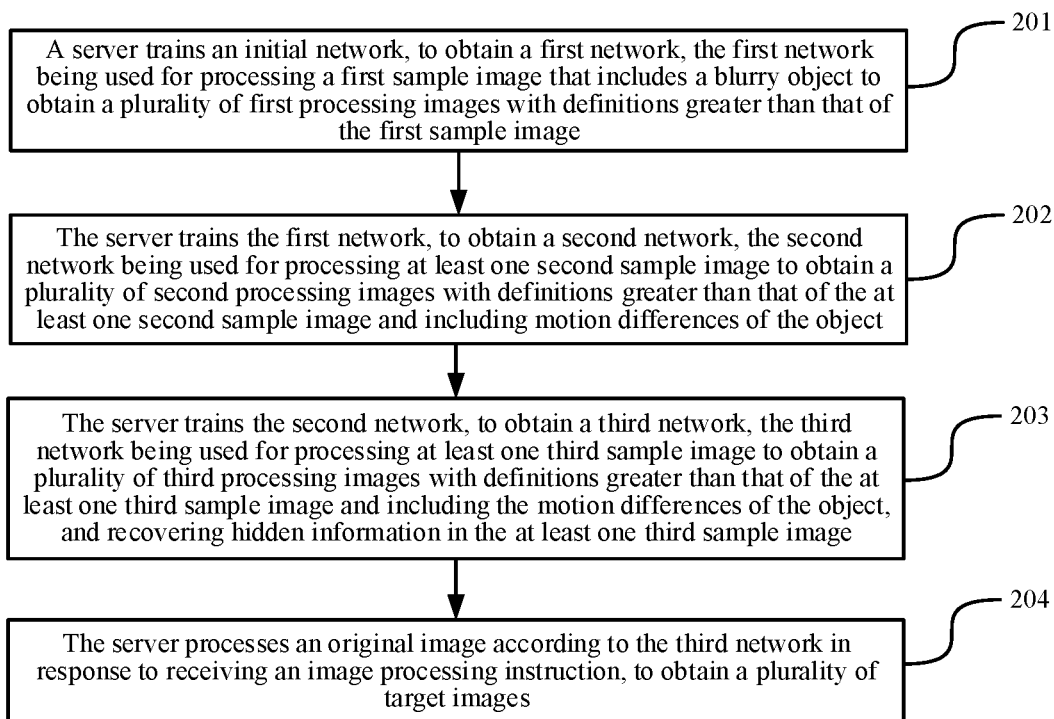 A server trains an initial network, to obtain a first network, the first network
being used for processing a first sample image that includes a blurry object to
obtain a plurality of first processing images with definitions greater than that of
the first sample image
201
The server trains the first network, to obtain a second network, the second
network being used for processing at least one second sample image to obtain a
plurality of second processing images with definitions greater than that of the at
least one second sample image and including motion differences of the object
202
The server trains the second network, to obtain a third network, the third
network being used for processing at least one third sample image to obtain a
plurality of third processing images with definitions greater than that of the at
least one third sample image and including the motion differences of the object,
and recovering hidden information in the at least one third sample image
203
The server processes an original image according to the third network in
response to receiving an image processing instruction, to obtain a plurality of
target images
204